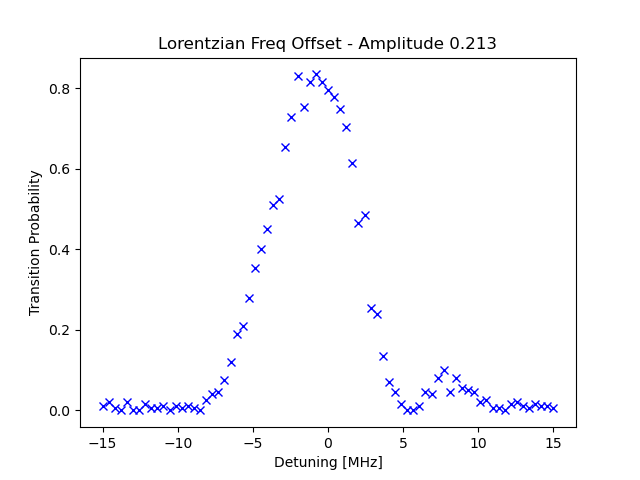 Lorentzian Freq Offset - Amplitude 0.213
0.8
0.6
0.4
0.2
0.0
Transition Probability
−15 −10 −5 0 5 10 15
Detuning [MHz]